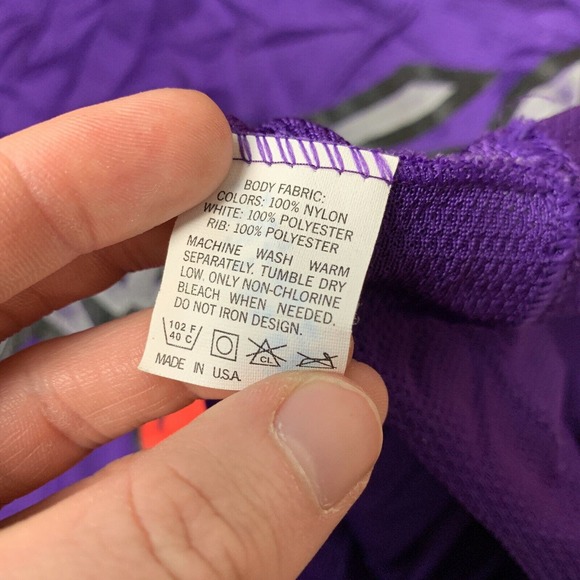 BODY FABRIC:
COLORS: 100% NYLON
WHITE: 100% POLYESTER
RIB: 100% POLYESTER
MACHINE WASH WARM
SEPARATELY. TUMBLE DRY
LOW. ONLY NON-CHLORINE
BLEACH WHEN NEEDED.
DO NOT IRON DESIGN.
102 F
40 C
CL
MADE IN U.S.A.